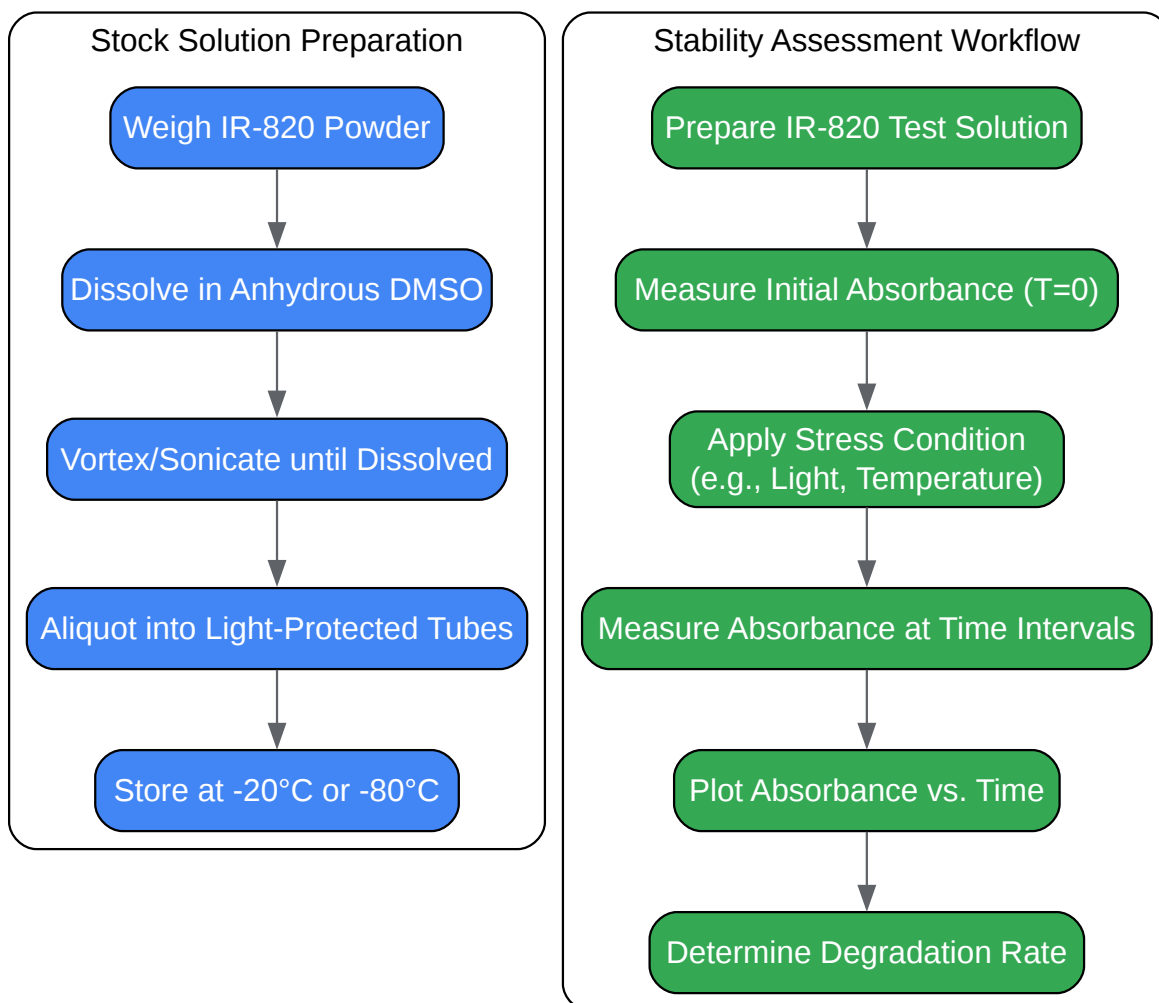 Stock Solution Preparation
Weigh IR-820 Powder
Dissolve in Anhydrous DMSO
Vortex/Sonicate until Dissolved
Aliquot into Light-Protected Tubes
Store at -20°C or -80°C
Stability Assessment Workflow
Prepare IR-820 Test Solution
Measure Initial Absorbance (T=0)
Apply Stress Condition
(e.g., Light, Temperature)
Measure Absorbance at Time Intervals
Plot Absorbance vs. Time
Determine Degradation Rate